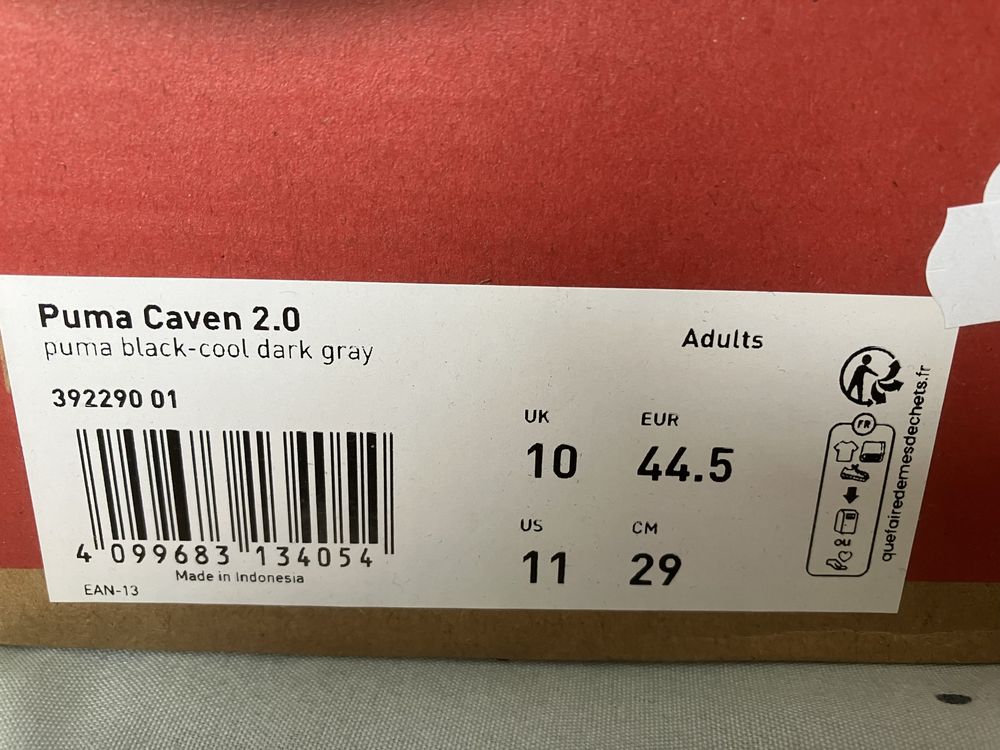 Puma Caven 2.0
puma black-cool dark gray
Adults
392290 01
UK
10
EUR
44.5
US
11
CM
29
4 099683 134054
Made in Indonesia
EAN-13
FR
quefairedemesdechets.fr